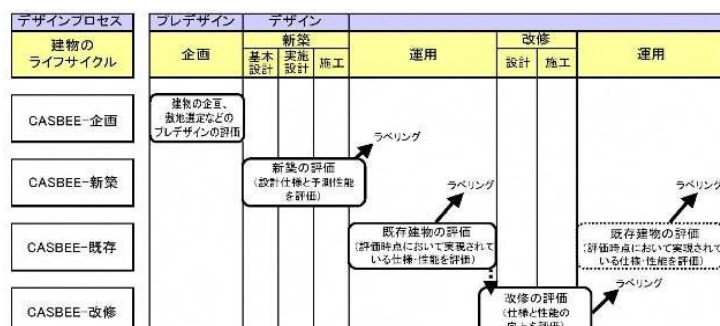 デザインプロセス
プレデザイン
デザイン
建物の
ライフサイクル
企画
新築
基本
設計
実施
設計
施工
運用
改修
設計
施工
運用
CASBEE-企画
建物の企画、
敷地選定などの
プレデザインの評価
ラベリング
CASBEE-新築
新築の評価
(設計仕様と予測性能
を評価)
ラベリング
ラベリング
CASBEE-既存
既存建物の評価
(評価時点において実現されて
いる仕様・性能を評価)
既存建物の評価
(評価時点において実現されて
いる仕様・性能を評価)
ラベリング
CASBEE-改修
改修の評価
(仕様と性能の
向上を評価)